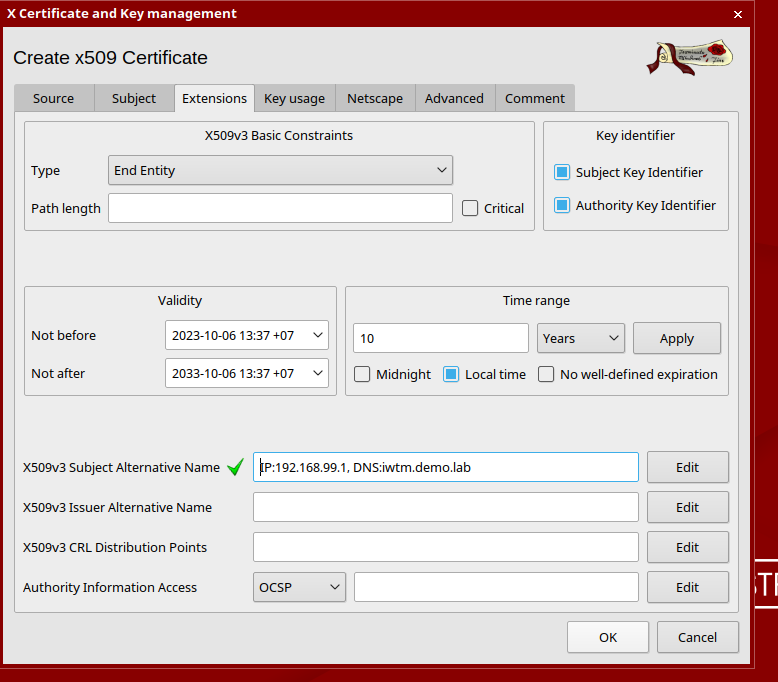 X Certificate and Key management
Create x509 Certificate
Source Subject Extensions Key usage Netscape Advanced Comment
X509v3 Basic Constraints
Type End Entity
Path length Critical
Key identifier
Subject Key Identifier
Authority Key Identifier
Validity
Not before 2023-10-06 13:37 +07
Not after 2033-10-06 13:37 +07
Time range
10 Years Apply
Midnight Local time No well-defined expiration
X509v3 Subject Alternative Name IP:192.168.99.1, DNS:iwtm.demo.lab Edit
X509v3 Issuer Alternative Name Edit
X509v3 CRL Distribution Points Edit
Authority Information Access OCSP Edit
OK Cancel